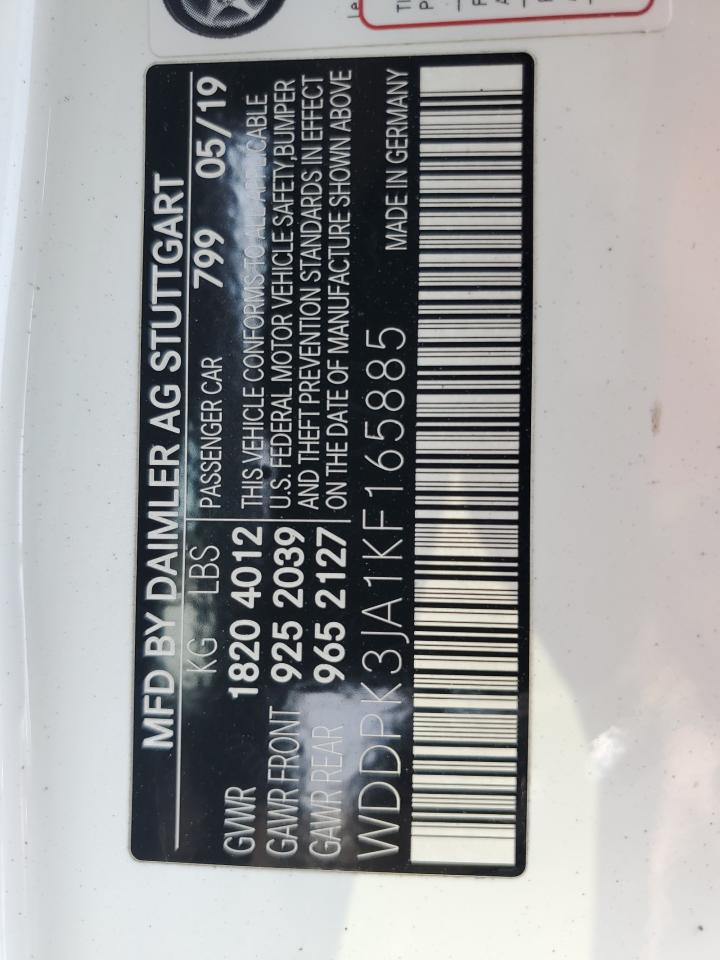 MFD BY DAIMLER AG STUTTGART
KG LBS PASSENGER CAR 799 05/19
GWWR 1820 4012 THIS VEHICLE CONFORMS TO ALL APPLICABLE
GAWR FRONT 925 2039 U.S. FEDERAL MOTOR VEHICLE SAFETY,BUMPER
GAWR REAR 965 2127 AND THEFT PREVENTION STANDARDS IN EFFECT
ON THE DATE OF MANUFACTURE SHOWN ABOVE
WDDPK3JA1KF165885 MADE IN GERMANY